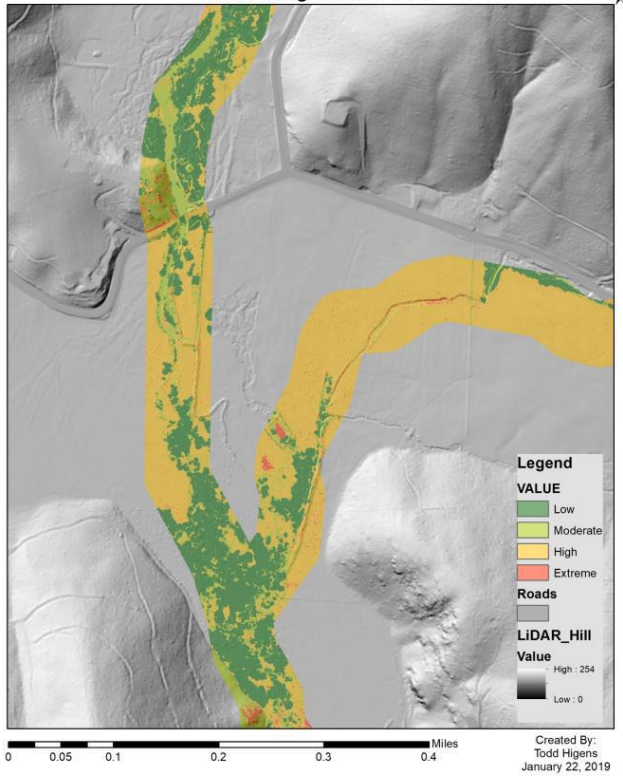 Legend
VALUE
Low
Moderate
High
Extreme
Roads
LiDAR_Hill
Value
High : 254
Low : 0
Miles
0 0.05 0.1 0.2 0.3 0.4
Created By:
Todd Higens
January 22, 2019